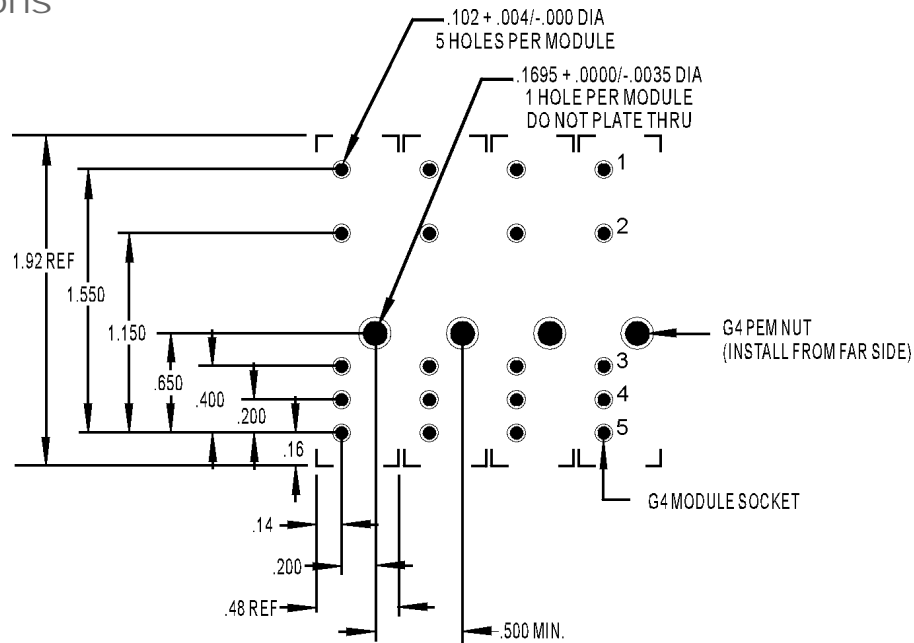 .102 + .004/-.000 DIA
5 HOLES PER MODULE
.1695 + .0000/-.0035 DIA
1 HOLE PER MODULE
DO NOT PLATE THRU
1
2
1.92 REF
1.550
1.150
.650
.400
.200
.16
G4 PEM NUT
(INSTALL FROM FAR SIDE)
3
4
5
G4 MODULE SOCKET
.14
.200
.48 REF
.500 MIN.